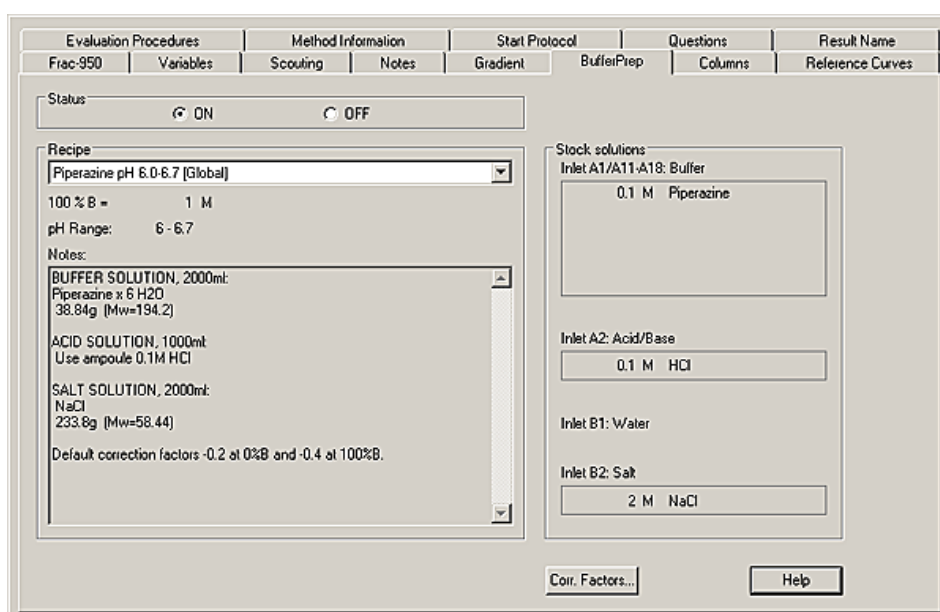 Evaluation Procedures Method Information Start Protocol Questions Result Name
Frac-950 Variables Scouting Notes Gradient BufferPrep Columns Reference Curves
Status
ON OFF
Recipe
Piperazine pH 6.0-6.7 [Global]
100 % B = 1 M
pH Range: 6 - 6.7
Notes:
BUFFER SOLUTION, 2000ml:
Piperazine x 6 H2O
38.84g (Mw=194.2)
ACID SOLUTION, 1000ml:
Use ampoule 0.1M HCl
SALT SOLUTION, 2000ml:
NaCl
233.8g (Mw=58.44)
Default correction factors -0.2 at 0%B and -0.4 at 100%B.
Stock solutions
Inlet A1/A11-A18: Buffer
0.1 M Piperazine
Inlet A2: Acid/Base
0.1 M HCl
Inlet B1: Water
Inlet B2: Salt
2 M NaCl
Corr. Factors... Help